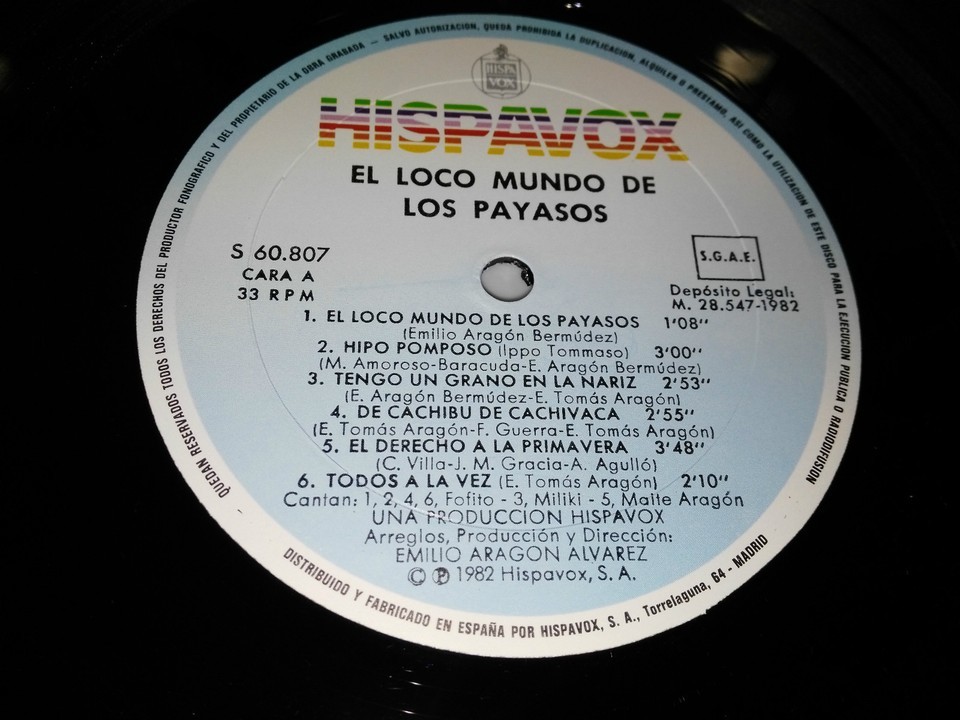 QUEDAN RESERVADOS TODOS LOS DERECHOS DEL PRODUCTOR FONOGRAFICO Y DEL PROPIETARIO DE LA OBRA GRABADA — SALVO AUTORIZACION, QUEDA PROHIBIDA LA DUPLICACION, ALQUILER O PRESTAMO, ASI COMO LA UTILIZACION DE ESTE DISCO PARA LA EJECUCION PUBLICA O RADIODIFUSION
HISPA
VOX
HISPAVOX
EL LOCO MUNDO DE
LOS PAYASOS
S 60.807
CARA A
33 RPM
S.G.A.E.
Depósito Legal:
M. 28.547-1982
1. EL LOCO MUNDO DE LOS PAYASOS 1'08''
(Emilio Aragón Bermúdez)
2. HIPO POMPOSO (Ippo Tommaso) 3'00''
(M. Amoroso-Baracuda-E. Aragón Bermúdez)
3. TENGO UN GRANO EN LA NARIZ 2'53''
(E. Aragón Bermúdez-E. Tomás Aragón)
4. DE CACHIBU DE CACHIVACA 2'55''
(E. Tomás Aragón-F. Guerra-E. Tomás Aragón)
5. EL DERECHO A LA PRIMAVERA 3'48''
(C. Villa-J. M. Gracia-A. Agulló)
6. TODOS A LA VEZ (E. Tomás Aragón) 2'10''
Cantan: 1, 2, 4, 6, Fofito - 3, Miliki - 5, Maite Aragón
UNA PRODUCCION HISPAVOX
Arreglos, Producción y Dirección:
EMILIO ARAGON ALVAREZ
© ℗ 1982 Hispavox, S. A.
DISTRIBUIDO Y FABRICADO EN ESPAÑA POR HISPAVOX, S. A., Torrelaguna, 64 - MADRID